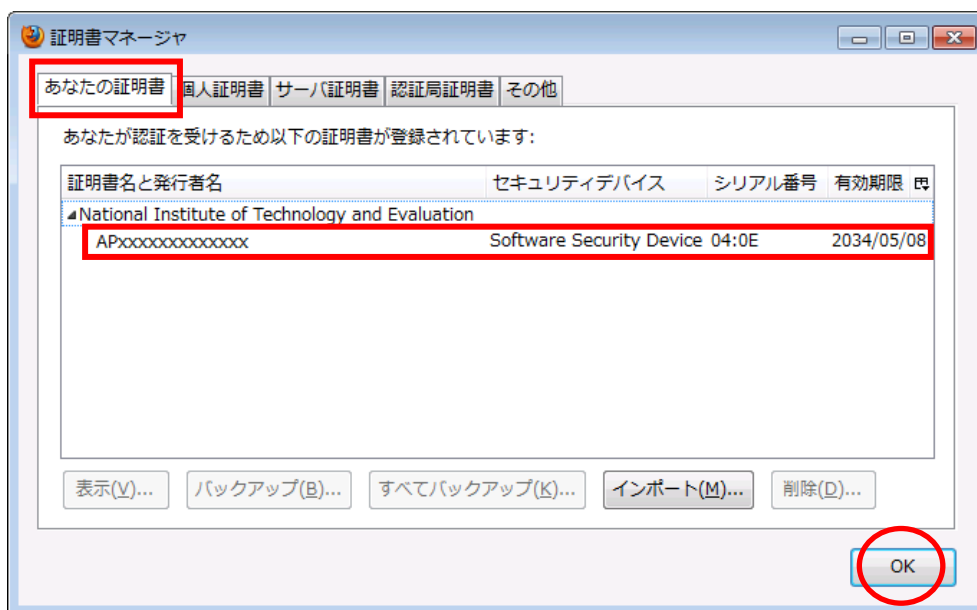 証明書マネージャ
あなたの証明書 個人証明書 サーバ証明書 認証局証明書 その他
あなたが認証を受けるため以下の証明書が登録されています:
証明書名と発行者名 セキュリティデバイス シリアル番号 有効期限
National Institute of Technology and Evaluation
APxxxxxxxxxxxxx Software Security Device 04:0E 2034/05/08
表示(V)... バックアップ(B)... すべてバックアップ(K)... インポート(M)... 削除(D)...
OK